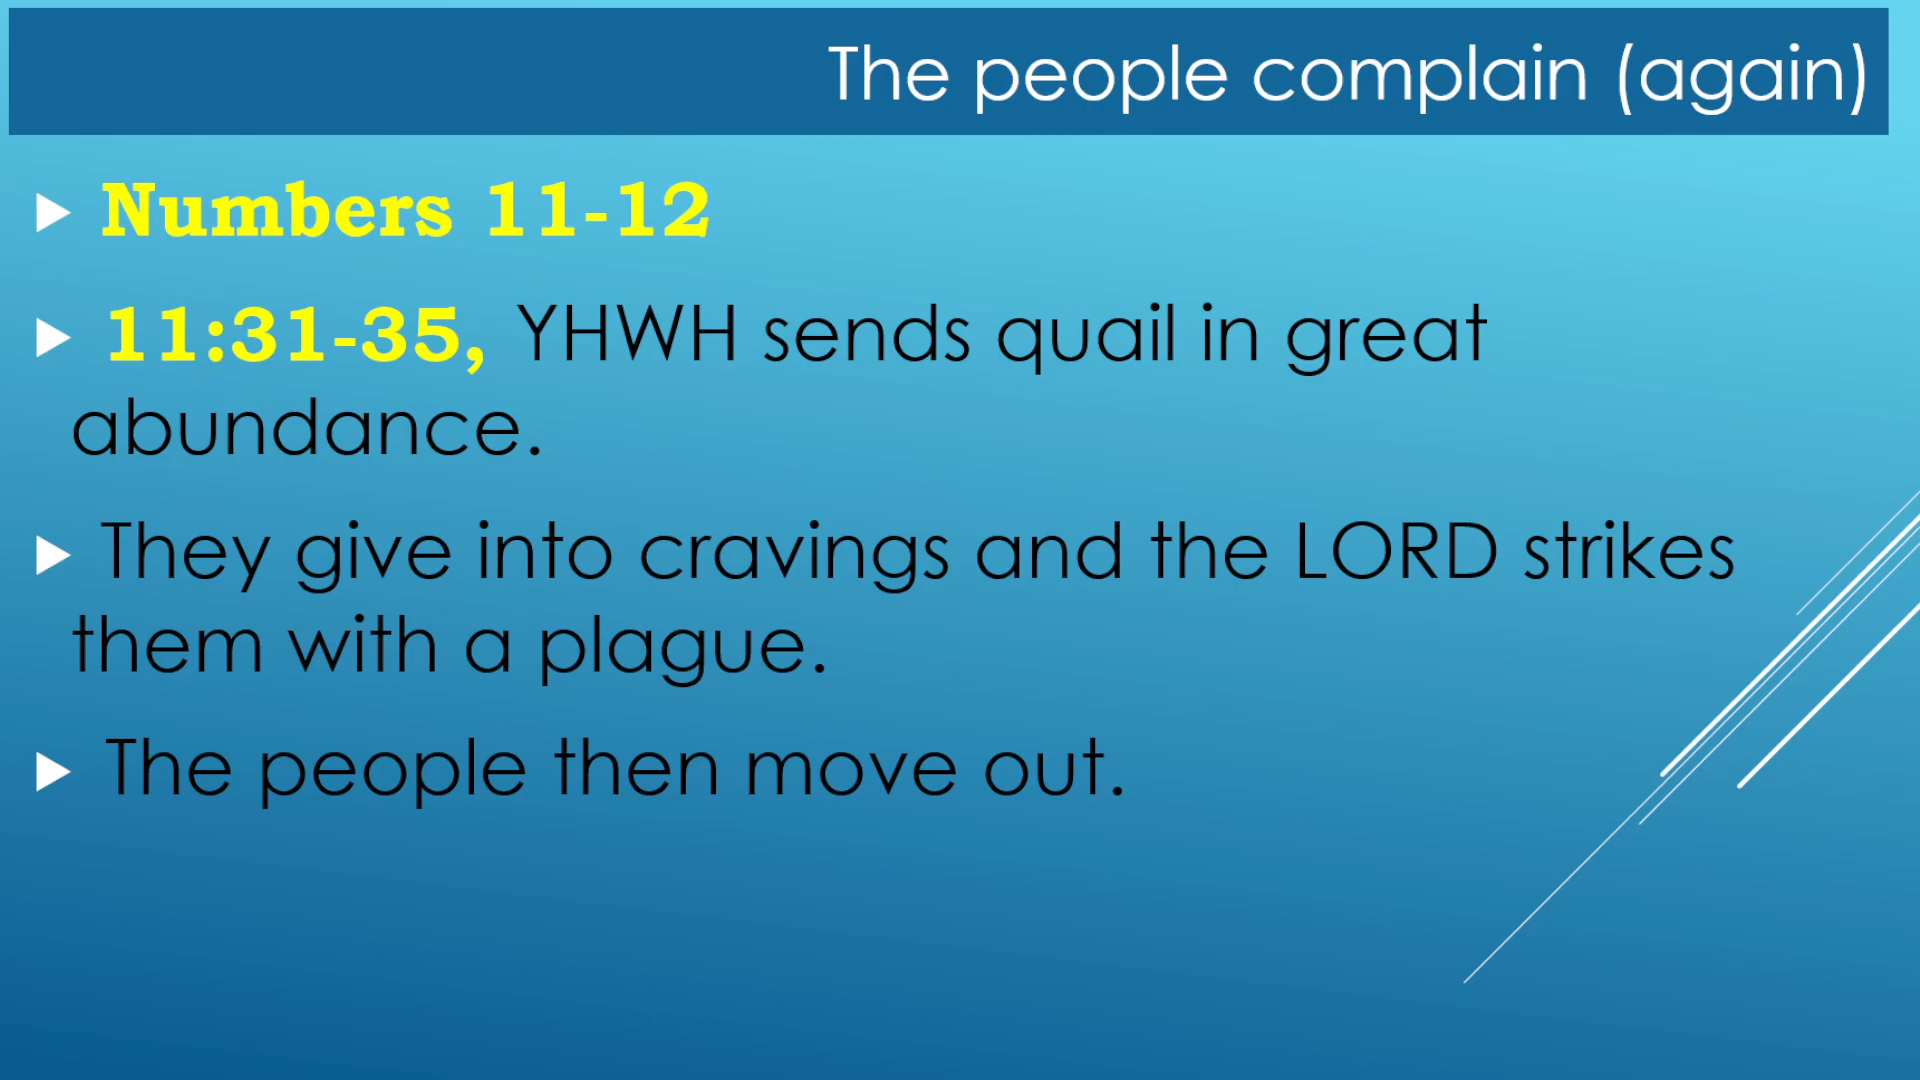 The people complain (again)
Numbers 11-12
11:31-35, YHWH sends quail in great
abundance.
They give into cravings and the LORD strikes
them with a plague.
The people then move out.